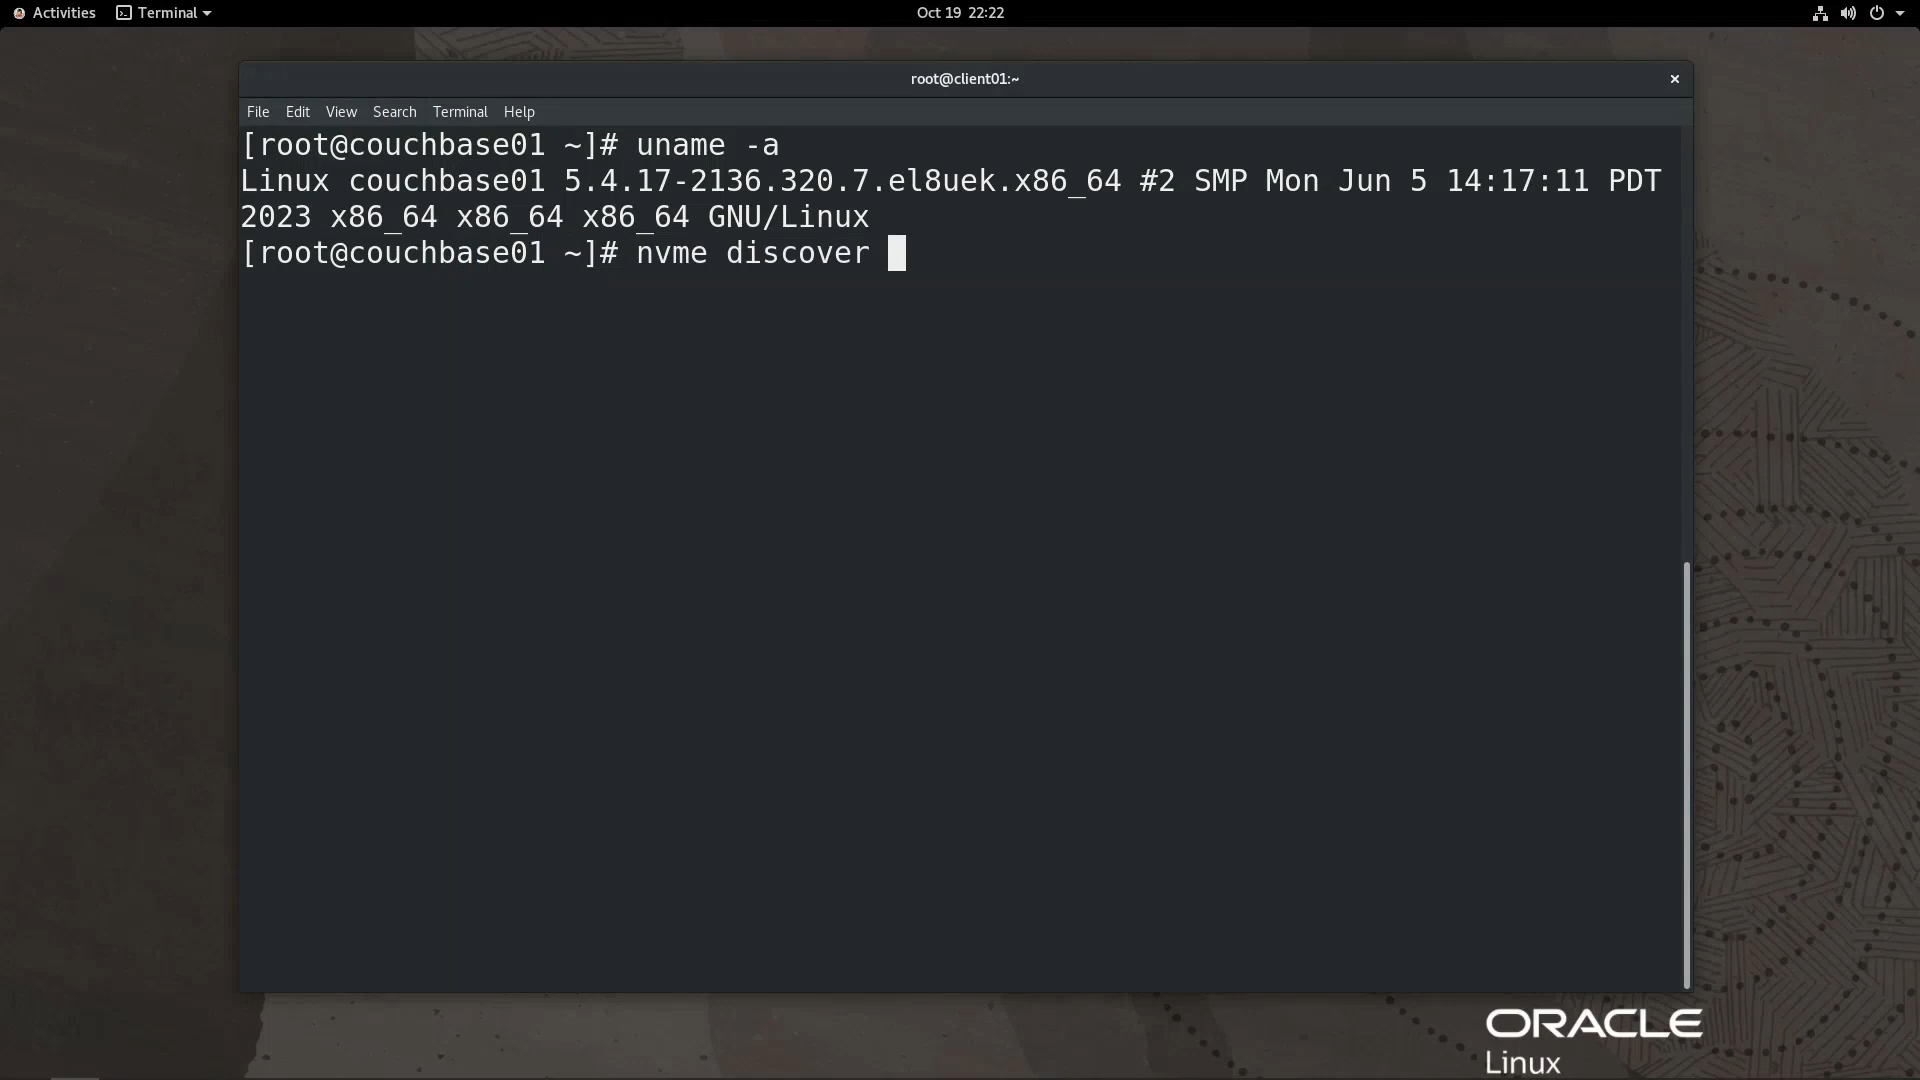 Activities Terminal Oct 19 22:22
root@client01:~ ×
File Edit View Search Terminal Help
[root@couchbase01 ~]# uname -a
Linux couchbase01 5.4.17-2136.320.7.el8uek.x86_64 #2 SMP Mon Jun 5 14:17:11 PDT
2023 x86_64 x86_64 x86_64 GNU/Linux
[root@couchbase01 ~]# nvme discover
ORACLE
Linux